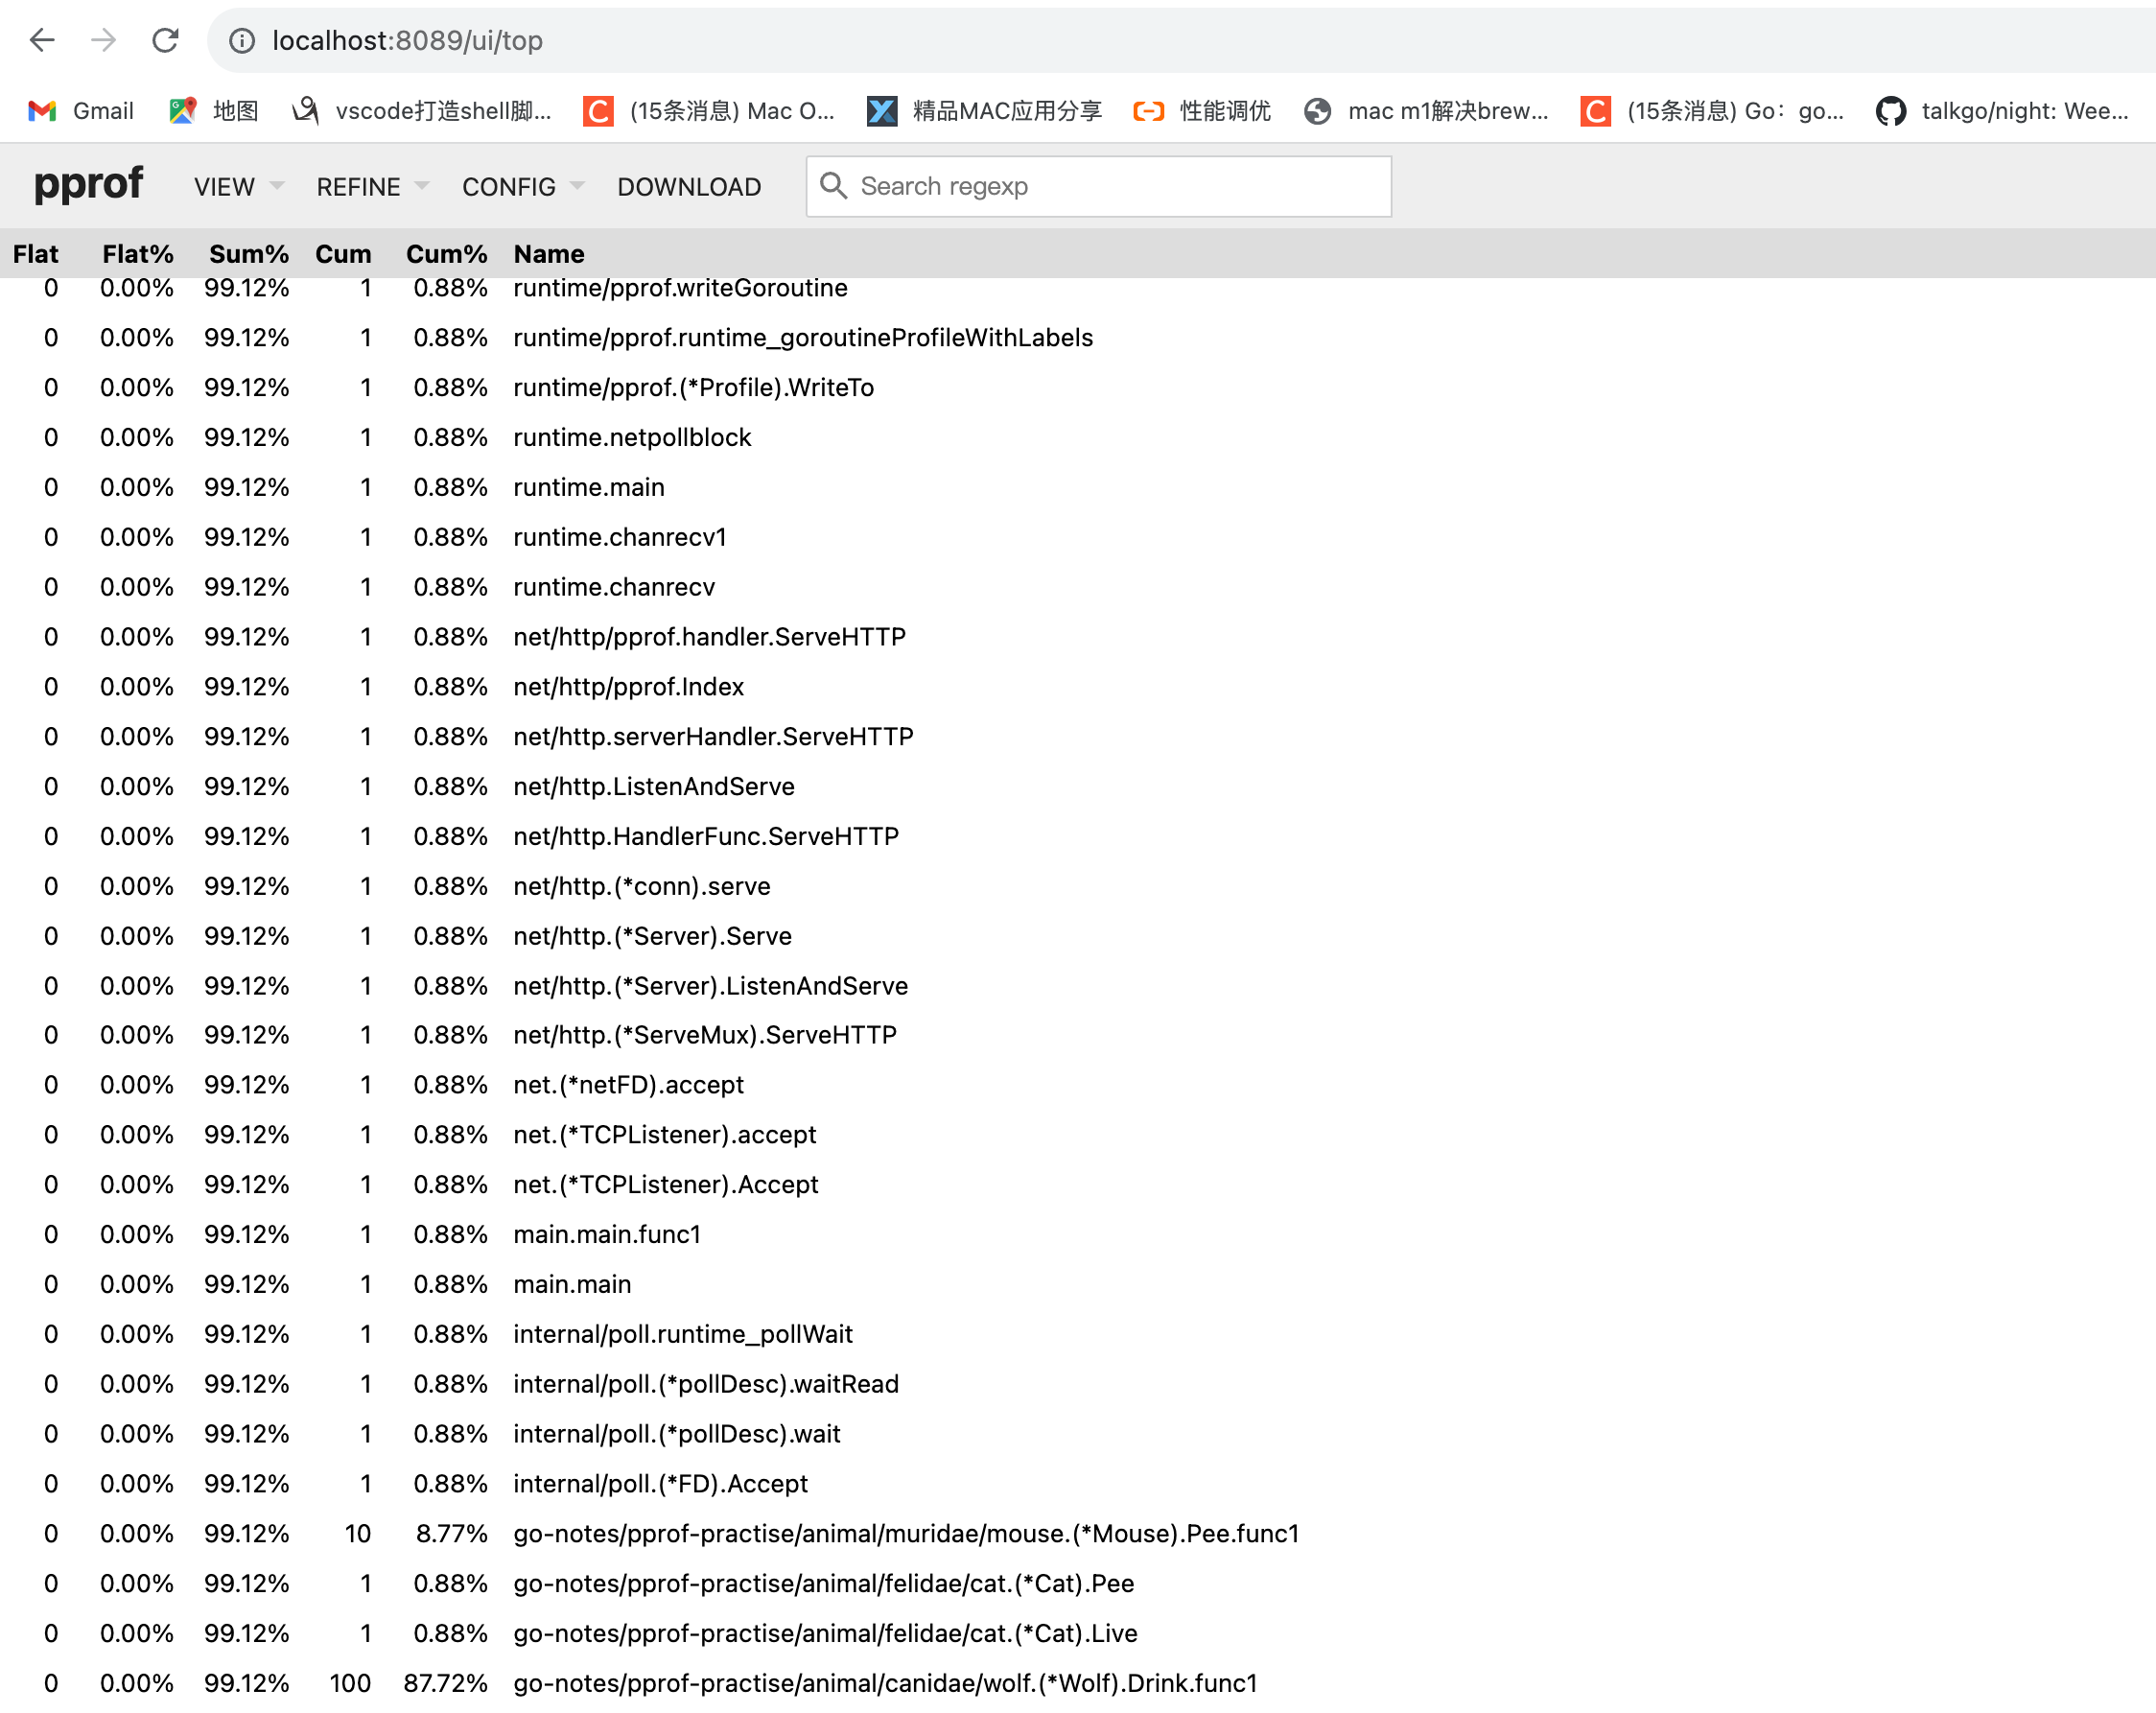 localhost:8089/ui/top
Gmail 地图 vscode打造shell脚... (15条消息) Mac O... 精品MAC应用分享 性能调优 mac m1解决brew... (15条消息) Go：go... talkgo/night: Wee...
pprof VIEW REFINE CONFIG DOWNLOAD Search regexp
Flat Flat% Sum% Cum Cum% Name
0 0.00% 99.12% 1 0.88% runtime/pprof.writeGoroutine
0 0.00% 99.12% 1 0.88% runtime/pprof.runtime_goroutineProfileWithLabels
0 0.00% 99.12% 1 0.88% runtime/pprof.(*Profile).WriteTo
0 0.00% 99.12% 1 0.88% runtime.netpollblock
0 0.00% 99.12% 1 0.88% runtime.main
0 0.00% 99.12% 1 0.88% runtime.chanrecv1
0 0.00% 99.12% 1 0.88% runtime.chanrecv
0 0.00% 99.12% 1 0.88% net/http/pprof.handler.ServeHTTP
0 0.00% 99.12% 1 0.88% net/http/pprof.Index
0 0.00% 99.12% 1 0.88% net/http.serverHandler.ServeHTTP
0 0.00% 99.12% 1 0.88% net/http.ListenAndServe
0 0.00% 99.12% 1 0.88% net/http.HandlerFunc.ServeHTTP
0 0.00% 99.12% 1 0.88% net/http.(*conn).serve
0 0.00% 99.12% 1 0.88% net/http.(*Server).Serve
0 0.00% 99.12% 1 0.88% net/http.(*Server).ListenAndServe
0 0.00% 99.12% 1 0.88% net/http.(*ServeMux).ServeHTTP
0 0.00% 99.12% 1 0.88% net.(*netFD).accept
0 0.00% 99.12% 1 0.88% net.(*TCPListener).accept
0 0.00% 99.12% 1 0.88% net.(*TCPListener).Accept
0 0.00% 99.12% 1 0.88% main.main.func1
0 0.00% 99.12% 1 0.88% main.main
0 0.00% 99.12% 1 0.88% internal/poll.runtime_pollWait
0 0.00% 99.12% 1 0.88% internal/poll.(*pollDesc).waitRead
0 0.00% 99.12% 1 0.88% internal/poll.(*pollDesc).wait
0 0.00% 99.12% 1 0.88% internal/poll.(*FD).Accept
0 0.00% 99.12% 10 8.77% go-notes/pprof-practise/animal/muridae/mouse.(*Mouse).Pee.func1
0 0.00% 99.12% 1 0.88% go-notes/pprof-practise/animal/felidae/cat.(*Cat).Pee
0 0.00% 99.12% 1 0.88% go-notes/pprof-practise/animal/felidae/cat.(*Cat).Live
0 0.00% 99.12% 100 87.72% go-notes/pprof-practise/animal/canidae/wolf.(*Wolf).Drink.func1